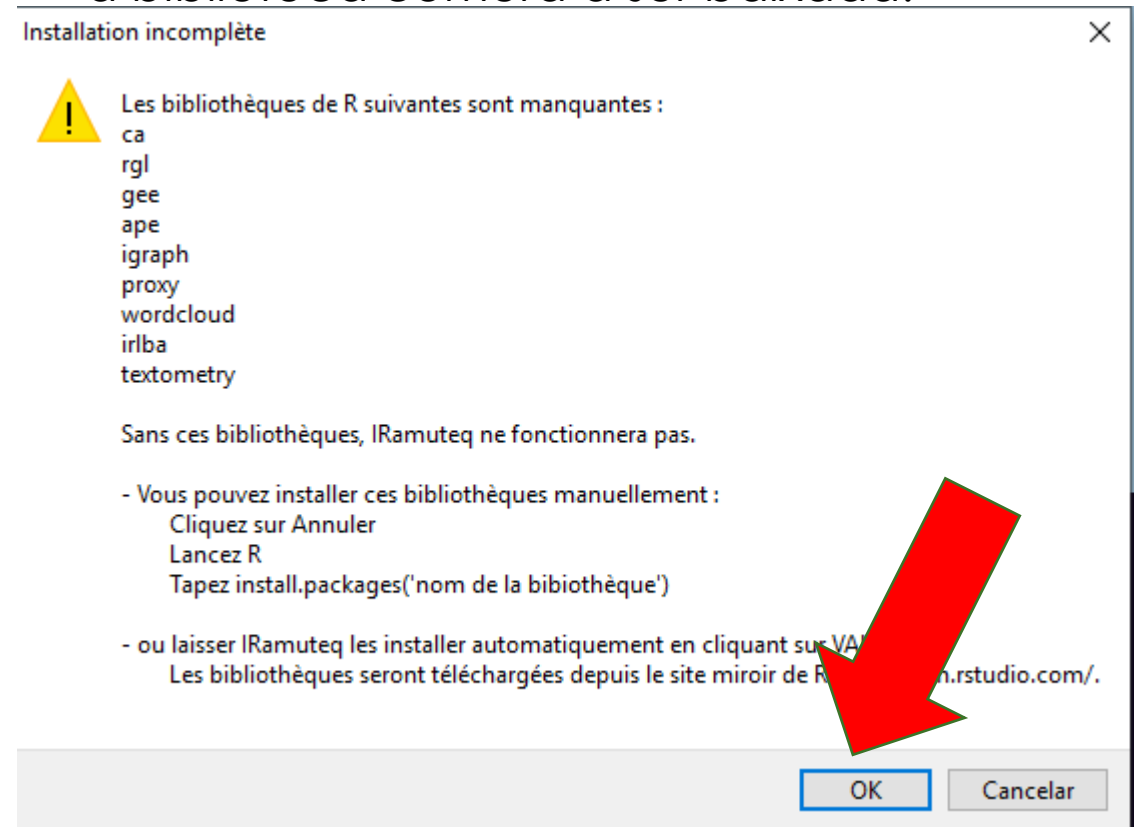 Installation incomplète
Les bibliothèques de R suivantes sont manquantes :
ca
rgl
gee
ape
igraph
proxy
wordcloud
irlba
textometry
Sans ces bibliothèques, IRamuteq ne fonctionnera pas.
- Vous pouvez installer ces bibliothèques manuellement :
Cliquez sur Annuler
Lancez R
Tapez install.packages('nom de la bibiothèque')
- ou laisser IRamuteq les installer automatiquement en cliquant sur
Les bibliothèques seront téléchargées depuis le site miroir de .rstudio.com/.
OK Cancelar